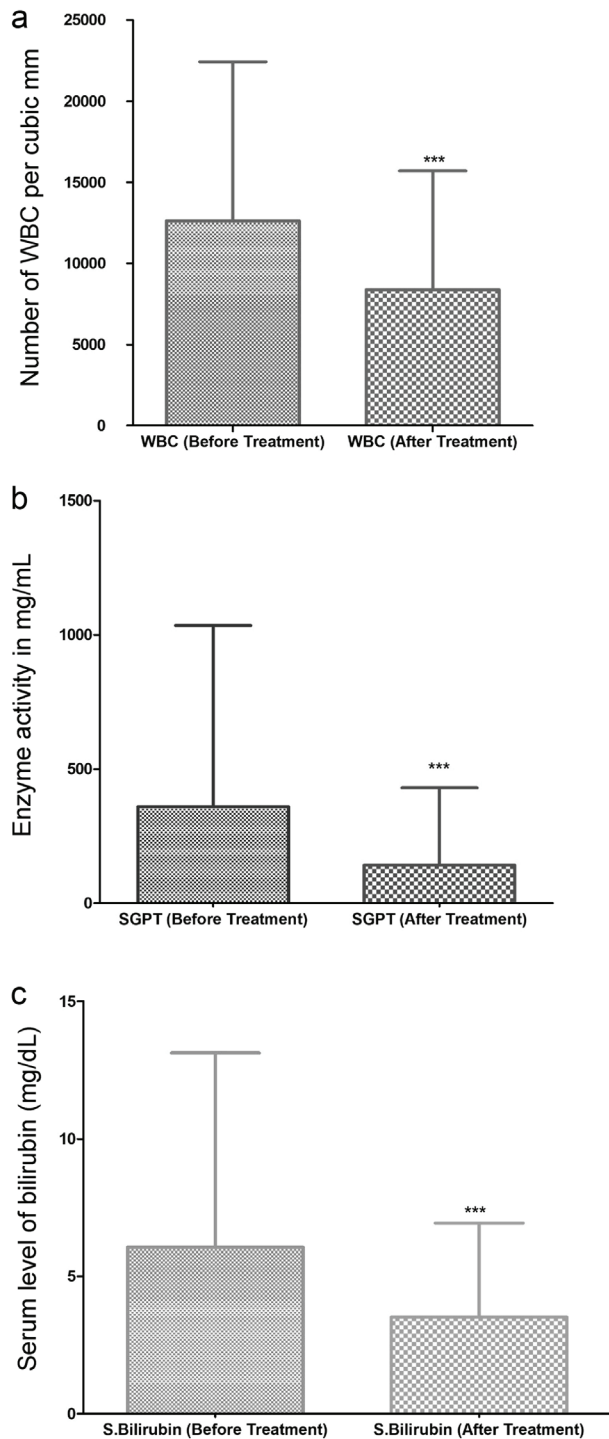 a
Number of WBC per cubic mm
25000
20000
15000
10000
5000
0
***
WBC (Before Treatment)
WBC (After Treatment)
b
Enzyme activity in mg/mL
1500
1000
500
0
***
SGPT (Before Treatment)
SGPT (After Treatment)
c
Serum level of bilirubin (mg/dL)
15
10
5
0
***
S.Bilirubin (Before Treatment)
S.Bilirubin (After Treatment)